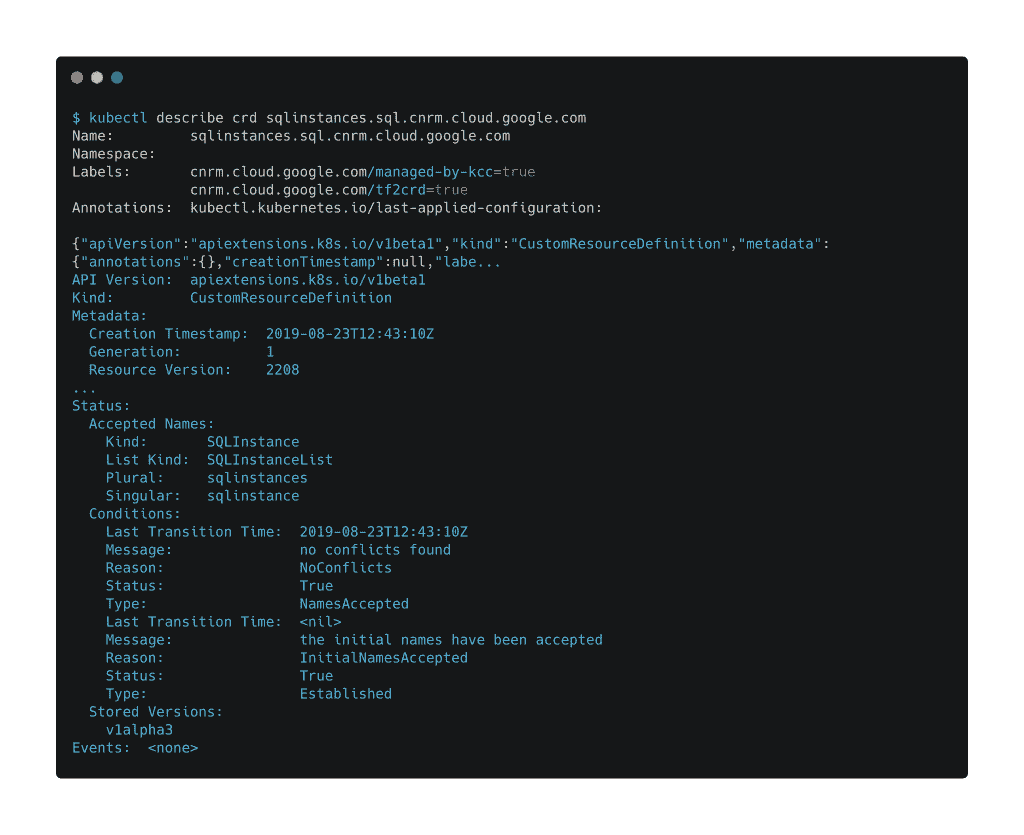 $ kubectl describe crd sqlinstances.sql.cnrm.cloud.google.com
Name:         sqlinstances.sql.cnrm.cloud.google.com
Namespace:
Labels:       cnrm.cloud.google.com/managed-by-kcc=true
              cnrm.cloud.google.com/tf2crd=true
Annotations:  kubectl.kubernetes.io/last-applied-configuration:

{"apiVersion":"apiextensions.k8s.io/v1beta1","kind":"CustomResourceDefinition","metadata":
{"annotations":{},"creationTimestamp":null,"labe...
API Version:  apiextensions.k8s.io/v1beta1
Kind:         CustomResourceDefinition
Metadata:
  Creation Timestamp:  2019-08-23T12:43:10Z
  Generation:          1
  Resource Version:    2208
...
Status:
  Accepted Names:
    Kind:       SQLInstance
    List Kind:  SQLInstanceList
    Plural:     sqlinstances
    Singular:   sqlinstance
  Conditions:
    Last Transition Time:  2019-08-23T12:43:10Z
    Message:               no conflicts found
    Reason:                NoConflicts
    Status:                True
    Type:                  NamesAccepted
    Last Transition Time:  <nil>
    Message:               the initial names have been accepted
    Reason:                InitialNamesAccepted
    Status:                True
    Type:                  Established
  Stored Versions:
    v1alpha3
Events:  <none>